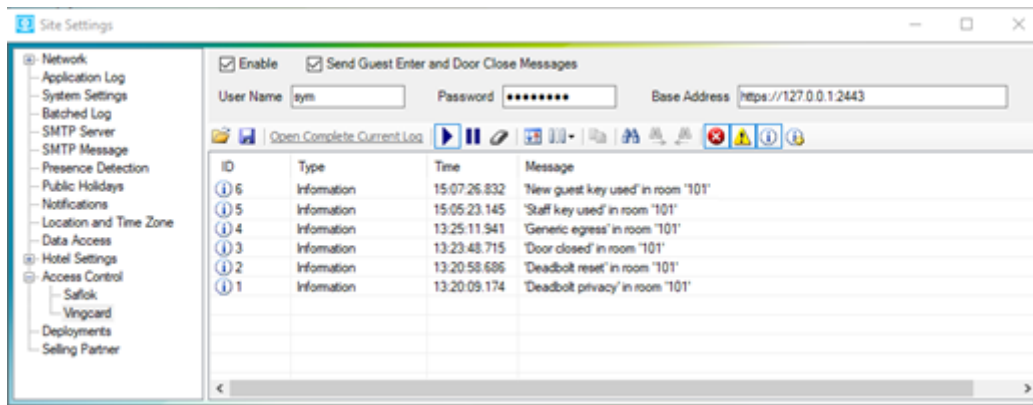 Site Settings
Network
Application Log
System Settings
Batched Log
SMTP Server
SMTP Message
Presence Detection
Public Holidays
Notifications
Location and Time Zone
Data Access
Hotel Settings
Access Control
Saflok
Vingcard
Deployments
Selling Partner
Enable Send Guest Enter and Door Close Messages
User Name sym Password •••••••• Base Address https://127.0.0.1:2443
Open Complete Current Log
ID Type Time Message
6 Information 15:07:26.832 'New guest key used' in room '101'
5 Information 15:05:23.145 'Staff key used' in room '101'
4 Information 13:25:11.941 'Generic egress' in room '101'
3 Information 13:23:48.715 'Door closed' in room '101'
2 Information 13:20:58.686 'Deadbolt reset' in room '101'
1 Information 13:20:09.174 'Deadbolt privacy' in room '101'